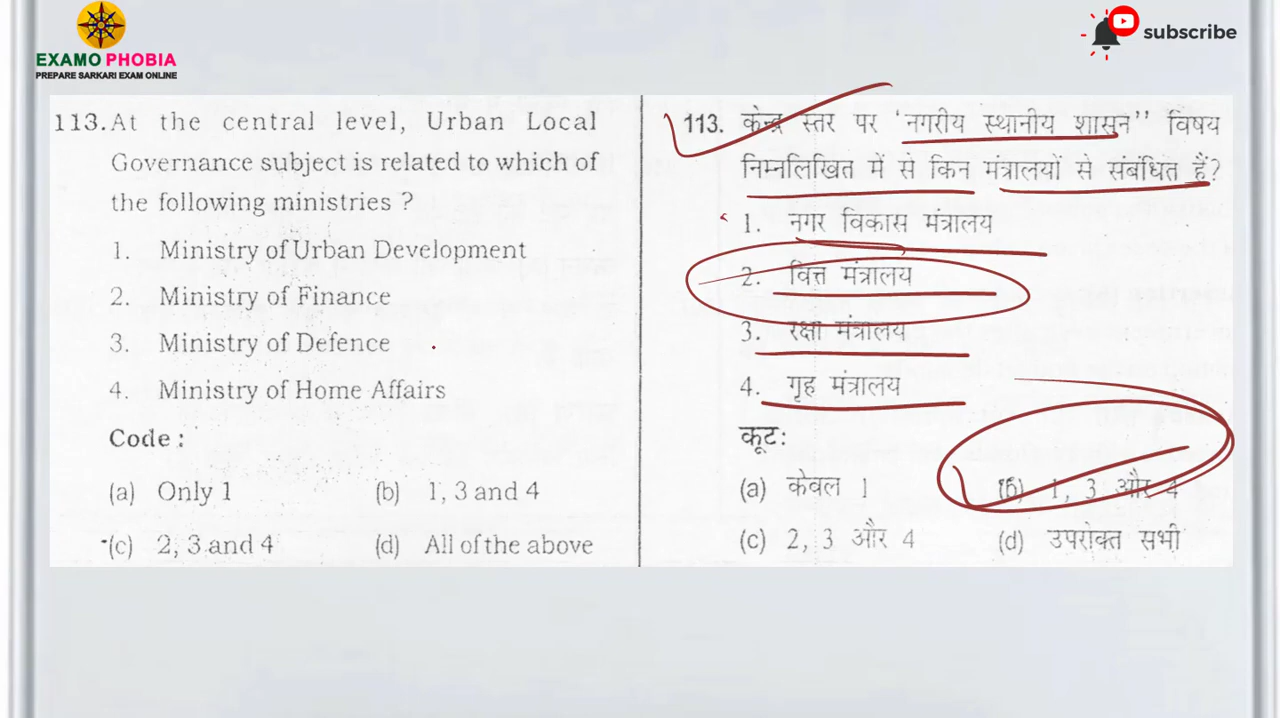 EXAMO PHOBIA
PREPARE SARKARI EXAM ONLINE
subscribe
113. At the central level, Urban Local
Governance subject is related to which of
the following ministries ?
1. Ministry of Urban Development
2. Ministry of Finance
3. Ministry of Defence
4. Ministry of Home Affairs
Code :
(a) Only 1 (b) 1, 3 and 4
(c) 2, 3 and 4 (d) All of the above
113. केन्द्र स्तर पर 'नगरीय स्थानीय शासन'' विषय
निम्नलिखित में से किन मंत्रालयों से संबंधित है?
1. नगर विकास मंत्रालय
2. वित्त मंत्रालय
3. रक्षा मंत्रालय
4. गृह मंत्रालय
कूट:
(a) केवल 1 (b) 1, 3 और 4
(c) 2, 3 और 4 (d) उपरोक्त सभी